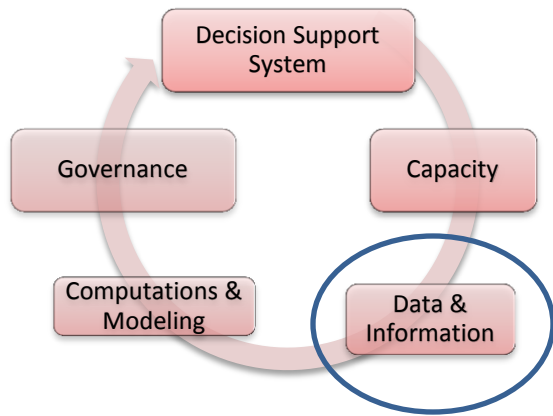 Decision Support
System
Governance
Capacity
Computations &
Modeling
Data &
Information